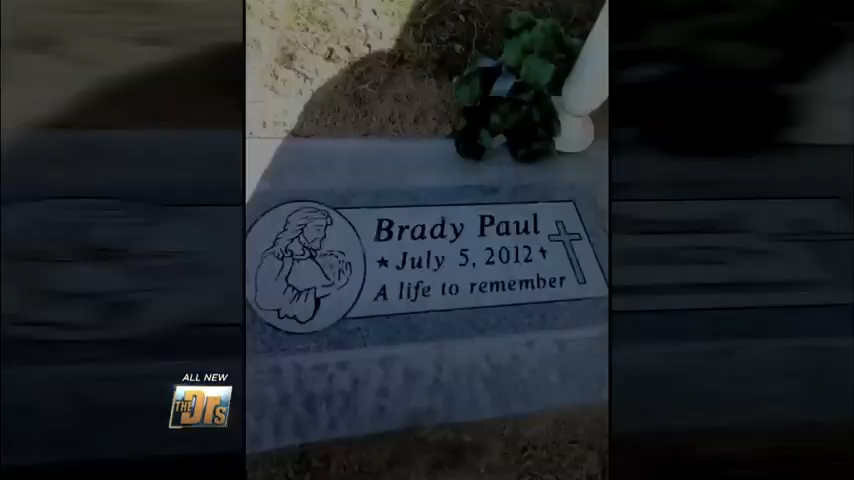 Brady Paul
★ July 5, 2012 ✝
A life to remember
ALL NEW
THE Drs